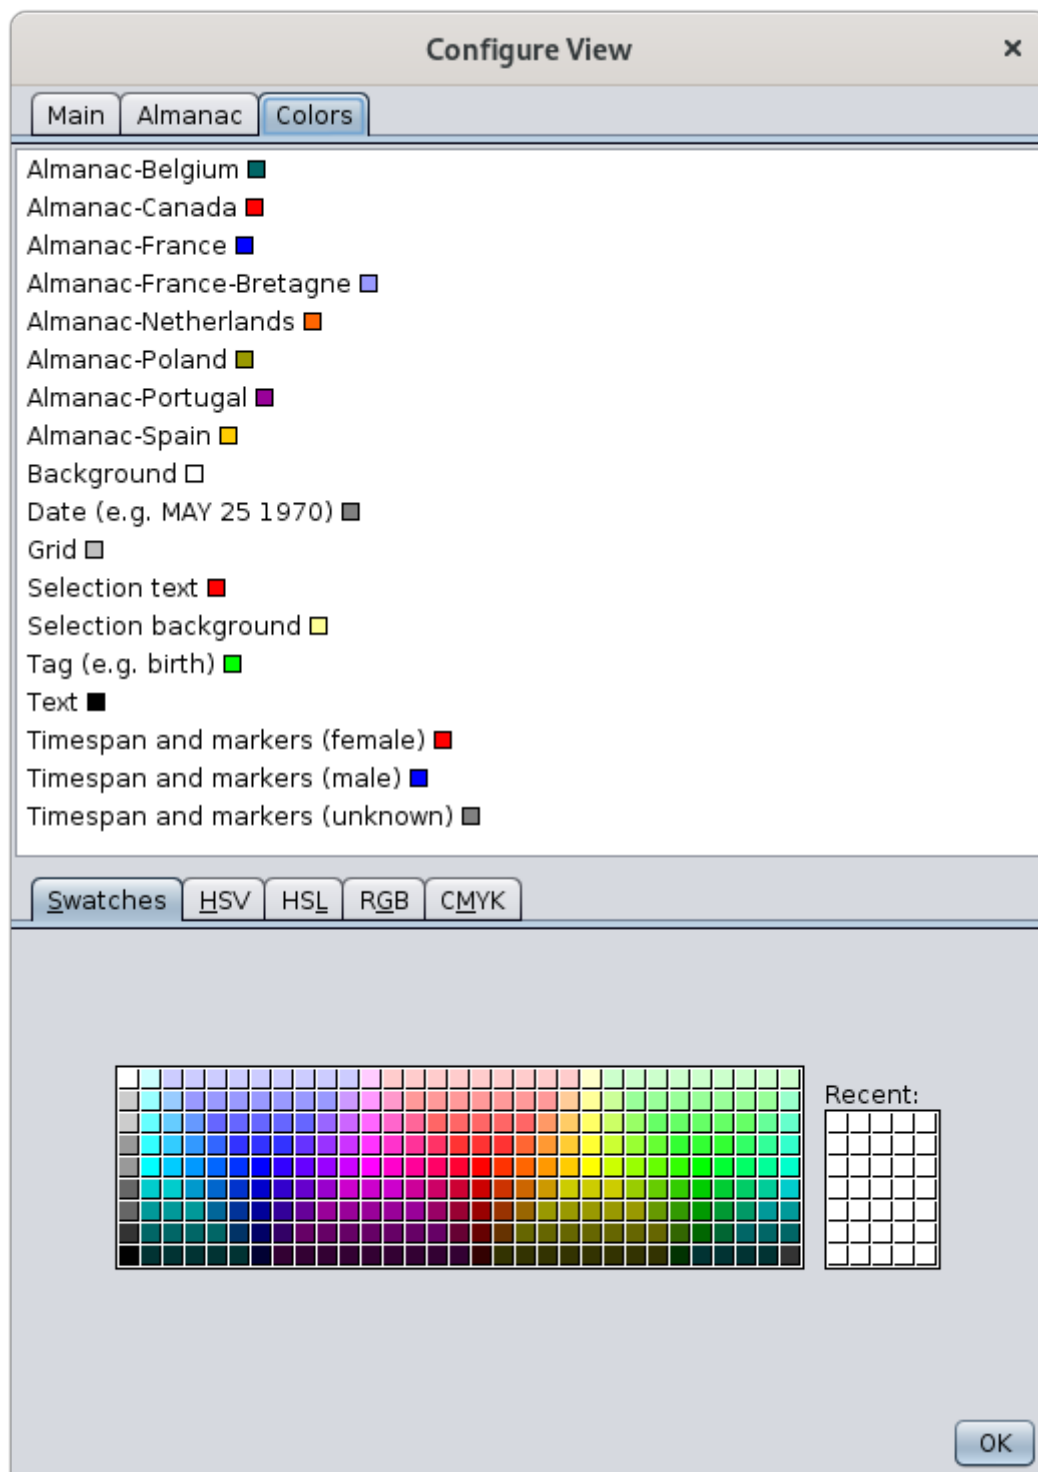 Configure View
Main Almanac Colors
Almanac-Belgium
Almanac-Canada
Almanac-France
Almanac-France-Bretagne
Almanac-Netherlands
Almanac-Poland
Almanac-Portugal
Almanac-Spain
Background
Date (e.g. MAY 25 1970)
Grid
Selection text
Selection background
Tag (e.g. birth)
Text
Timespan and markers (female)
Timespan and markers (male)
Timespan and markers (unknown)
Swatches HSV HSL RGB CMYK
Recent:
OK